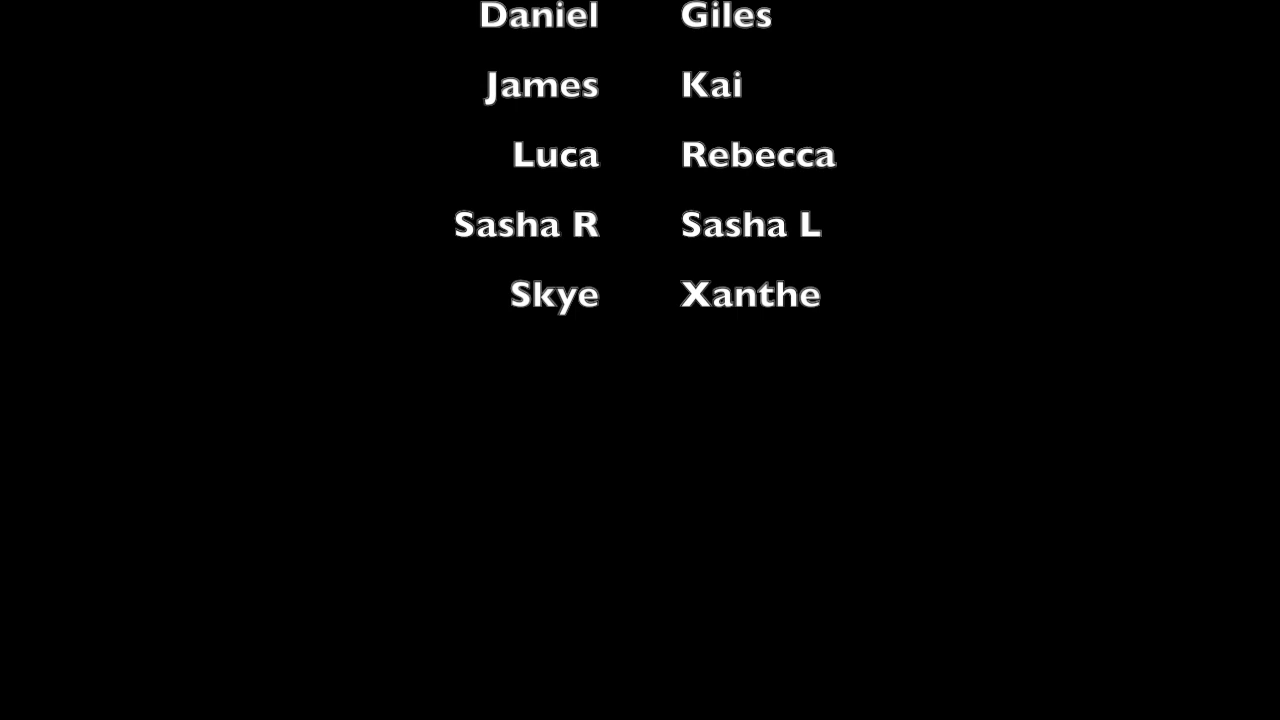 Daniel Giles
James Kai
Luca Rebecca
Sasha R Sasha L
Skye Xanthe